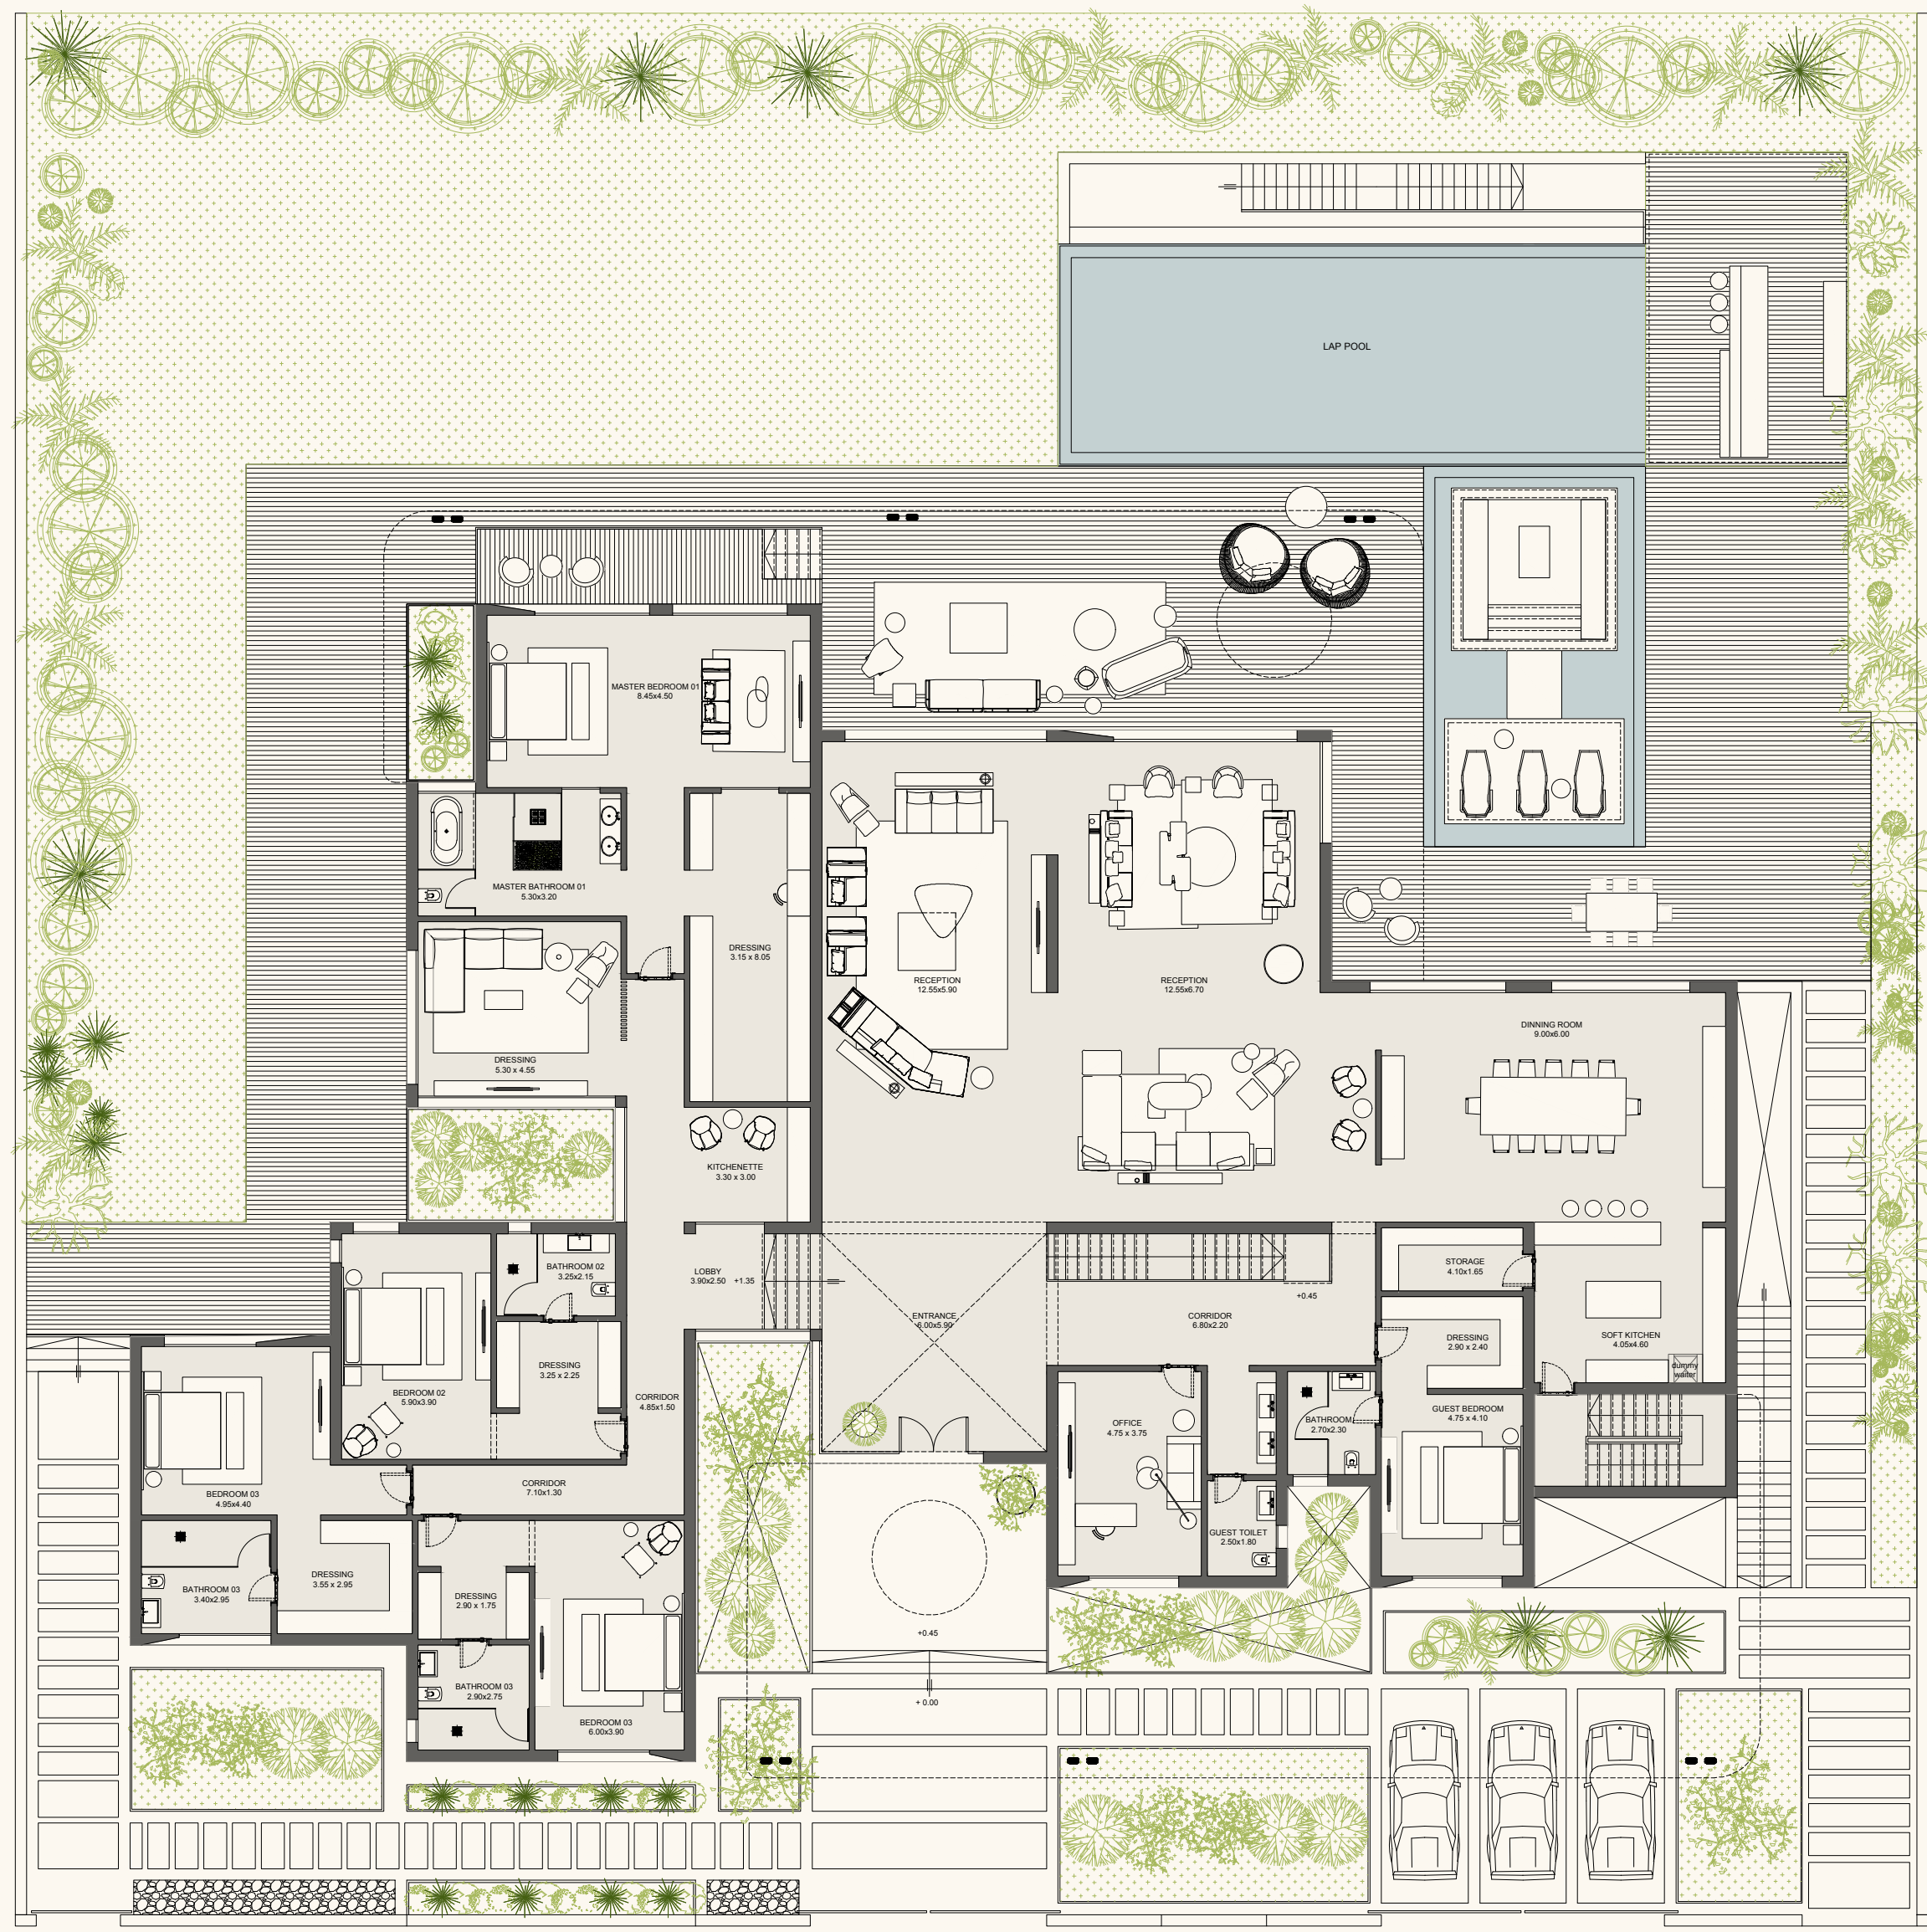 LAP POOL
MASTER BEDROOM 01
8.45x4.50
MASTER BATHROOM 01
5.30x3.20
DRESSING
3.15 x 8.05
RECEPTION
12.55x5.90
RECEPTION
12.55x6.70
DINNING ROOM
9.00x6.00
DRESSING
5.30 x 4.55
KITCHENETTE
3.30 x 3.00
BATHROOM 02
3.25x2.15
LOBBY
3.90x2.50 +1.35
STORAGE
4.10x1.65
+0.45
ENTRANCE
6.00x5.90
CORRIDOR
6.80x2.20
SOFT KITCHEN
4.05x4.60
DRESSING
2.90 x 2.40
dummy
waiter
DRESSING
3.25 x 2.25
BEDROOM 02
5.90x3.90
CORRIDOR
4.85x1.50
GUEST BEDROOM
4.75 x 4.10
OFFICE
4.75 x 3.75
BATHROOM
2.70x2.30
CORRIDOR
7.10x1.30
BEDROOM 03
4.95x4.40
GUEST TOILET
2.50x1.80
DRESSING
3.55 x 2.95
BATHROOM 03
3.40x2.95
DRESSING
2.90 x 1.75
+0.45
BATHROOM 03
2.90x2.75
+ 0.00
BEDROOM 03
6.00x3.90